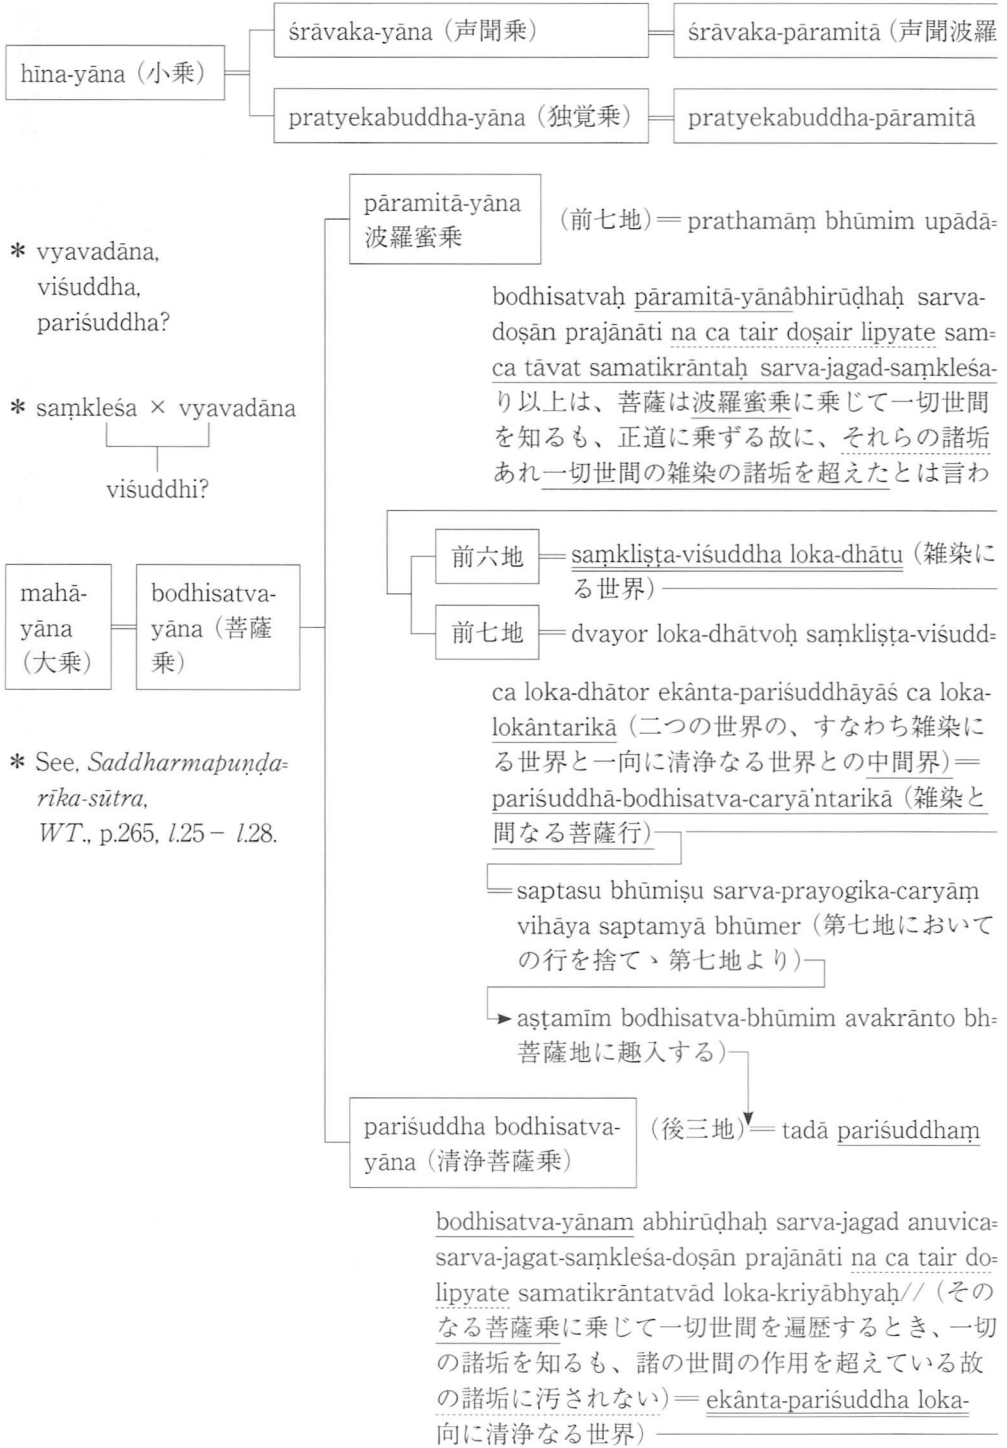 śrāvaka-yāna（声聞乗）
śrāvaka-pāramitā（声聞波羅
hīna-yāna（小乗）
pratyekabuddha-yāna（独覚乗）
pratyekabuddha-pāramitā
pāramitā-yāna
波羅蜜乗
（前七地）＝prathamāṃ bhūmim upādā=
＊ vyavadāna,
viśuddha,
pariśuddha?
bodhisatvaḥ pāramitā-yānâbhirūḍhaḥ sarva-
doṣān prajānāti na ca tair doṣair lipyate sam=
ca tāvat samatikrāntaḥ sarva-jagad-saṃkleśa-
り以上は、菩薩は波羅蜜乗に乗じて一切世間
を知るも、正道に乗ずる故に、それらの諸垢
あれ一切世間の雑染の諸垢を超えたとは言わ
＊ saṃkleśa × vyavadāna
viśuddhi?
前六地
＝saṃkliṣṭa-viśuddha loka-dhātu（雑染に
る世界）
前七地
＝dvayor loka-dhātvoḥ saṃkliṣṭa-viśudd=
mahā-
yāna
（大乗）
bodhisatva-
yāna（菩薩
乗）
ca loka-dhātor ekânta-pariśuddhāyāś ca loka-
lokântarikā（二つの世界の、すなわち雑染に
る世界と一向に清浄なる世界との中間界）＝
pariśuddhā-bodhisatva-caryā'ntarikā（雑染と
間なる菩薩行）
＊ See, Saddharmapuṇḍa=
rīka-sūtra,
WT., p.265, l.25－ l.28.
＝saptasu bhūmiṣu sarva-prayogika-caryāṃ
vihāya saptamyā bhūmer（第七地において
の行を捨てゝ第七地より）
aṣṭamīm bodhisatva-bhūmim avakrānto bh=
菩薩地に趣入する）
pariśuddha bodhisatva-
yāna（清浄菩薩乗）
（後三地）＝tadā pariśuddhaṃ
bodhisatva-yānam abhirūḍhaḥ sarva-jagad anuvica=
sarva-jagat-saṃkleśa-doṣān prajānāti na ca tair do=
lipyate samatikrāntatvād loka-kriyābhyaḥ//（その
なる菩薩乗に乗じて一切世間を遍歴するとき、一切
の諸垢を知るも、諸の世間の作用を超えている故
の諸垢に汚されない）＝ekânta-pariśuddha loka-
向に清浄なる世界）